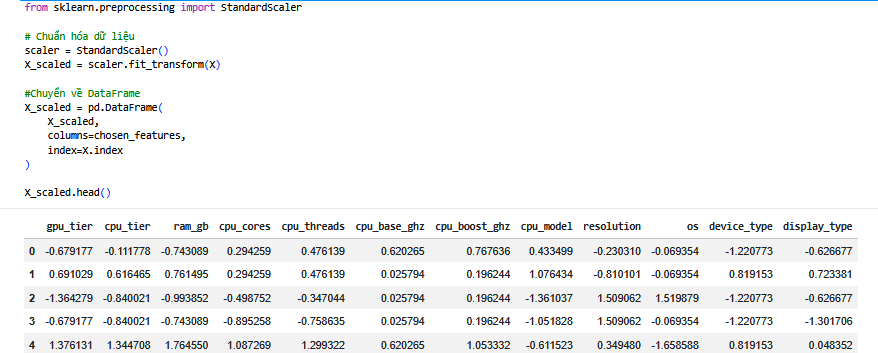 from sklearn.preprocessing import StandardScaler
# Chuẩn hóa dữ liệu
scaler = StandardScaler()
X_scaled = scaler.fit_transform(X)
#Chuyển về DataFrame
X_scaled = pd.DataFrame(
    X_scaled,
    columns=chosen_features,
    index=X.index
)
X_scaled.head()
gpu_tier cpu_tier ram_gb cpu_cores cpu_threads cpu_base_ghz cpu_boost_ghz cpu_model resolution os device_type display_type
0 -0.679177 -0.111778 -0.743089 0.294259 0.476139 0.620265 0.767636 0.433499 -0.230310 -0.069354 -1.220773 -0.626677
1 0.691029 0.616465 0.761495 0.294259 0.476139 0.025794 0.196244 1.076434 -0.810101 -0.069354 0.819153 0.723381
2 -1.364279 -0.840021 -0.993852 -0.498752 -0.347044 0.025794 0.196244 -1.361037 1.509062 1.519879 -1.220773 -0.626677
3 -0.679177 -0.840021 -0.743089 -0.895258 -0.758635 0.025794 0.196244 -1.051828 1.509062 -0.069354 -1.220773 -1.301706
4 1.376131 1.344708 1.764550 1.087269 1.299322 0.620265 1.053332 -0.611523 0.349480 -1.658588 0.819153 0.048352